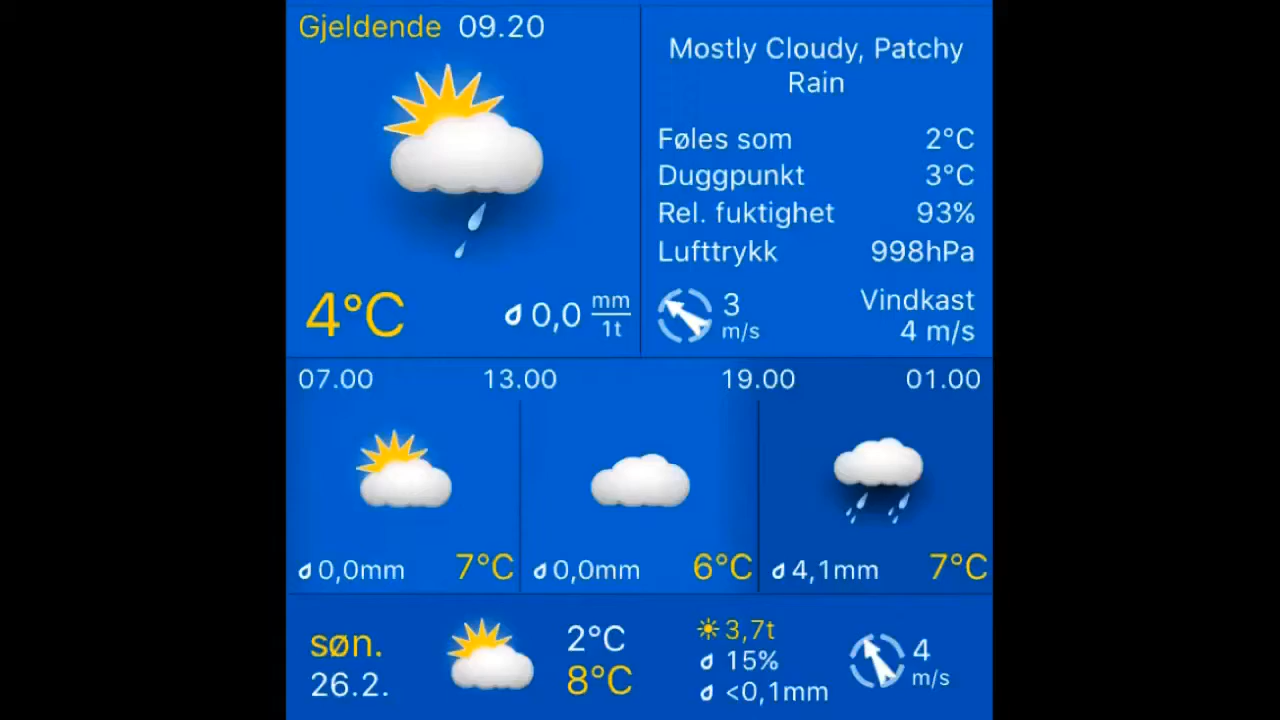 Gjeldende 09.20
4°C
0,0 mm
1t
Mostly Cloudy, Patchy
Rain
Føles som 2°C
Duggpunkt 3°C
Rel. fuktighet 93%
Lufttrykk 998hPa
3
m/s
Vindkast
4 m/s
07.00 13.00 19.00 01.00
0,0mm 7°C
0,0mm 6°C
4,1mm 7°C
søn.
26.2.
2°C
8°C
3,7t
15%
<0,1mm
4
m/s